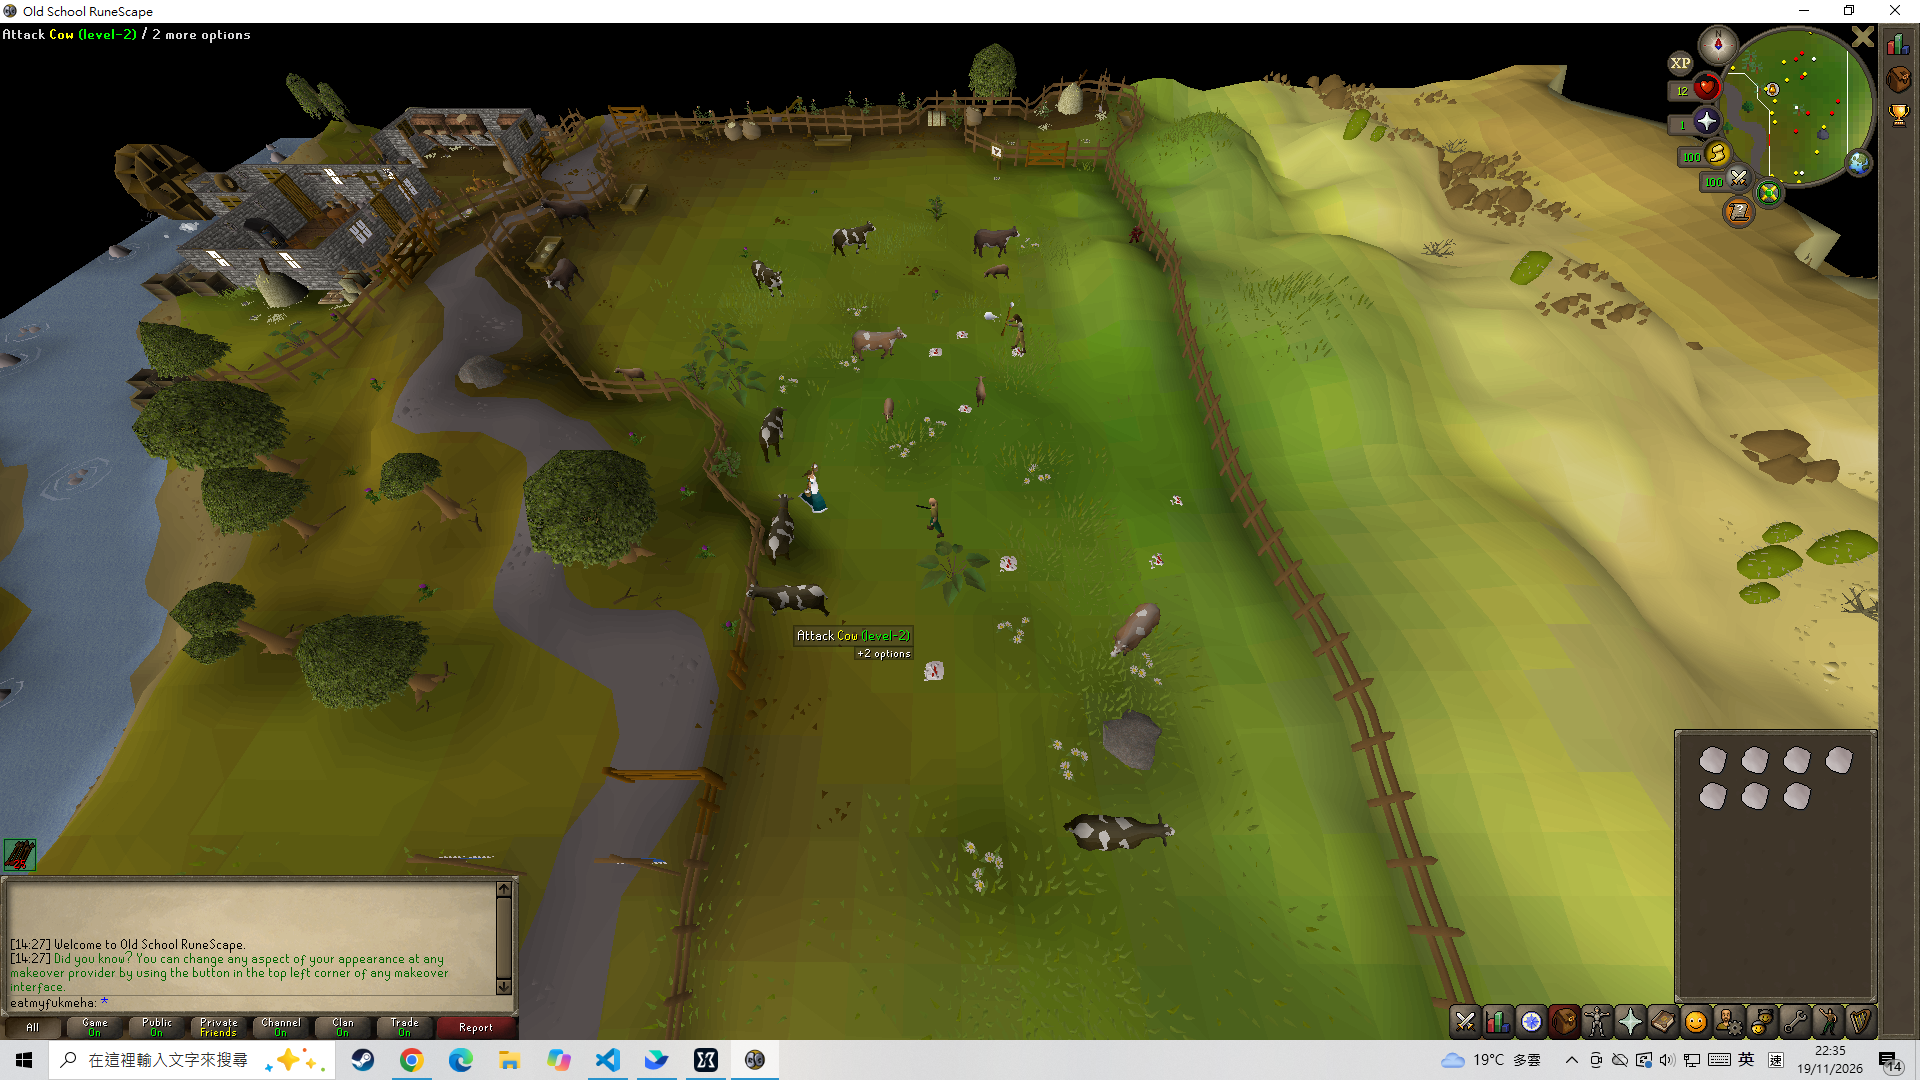 Old School RuneScape
Attack Cow (level-2) / 2 more options
N
XP
12
1
100
100
Attack Cow (level-2)
+2 options
23
[14:27] Welcome to Old School RuneScape.
[14:27] Did you know? You can change any aspect of your appearance at any
makeover provider by using the button in the top left corner of any makeover
interface.
eatmyfukmeha: *
All
Game
On
Public
On
Private
Friends
Channel
On
Clan
On
Trade
On
Report
在這裡輸入文字來搜尋
19°C 多雲
英
速
22:35
19/11/2026
14